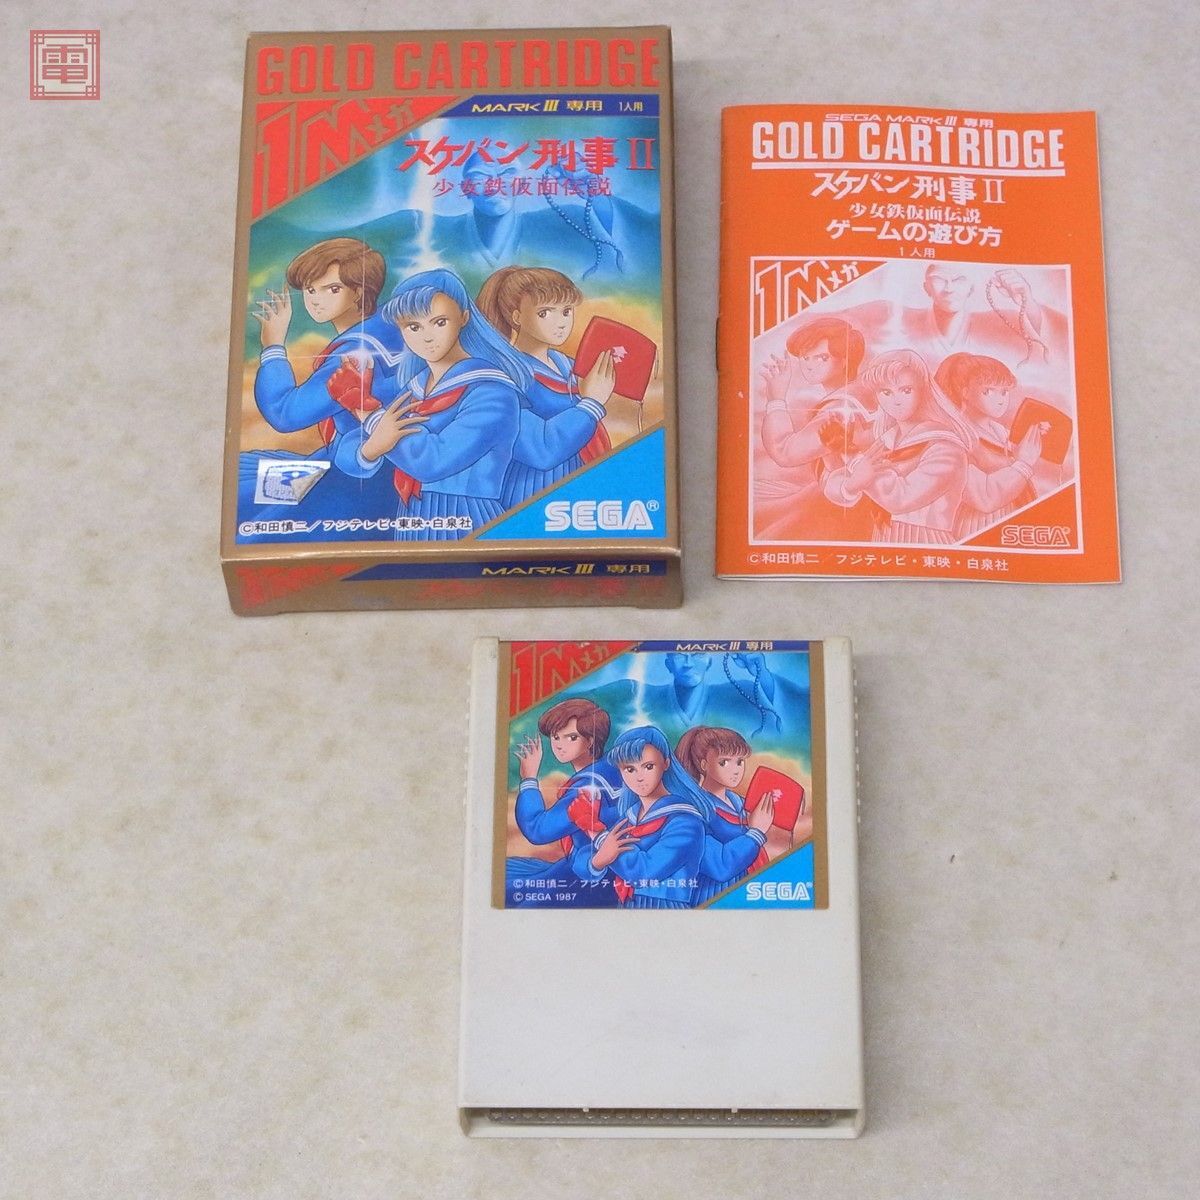 電
GOLD CARTRIDGE
1Mメガ
MARK III 専用 1人用
スケバン刑事II
少女鉄仮面伝説
SEGA®
©和田慎二/フジテレビ・東映・白泉社
MARK III 専用
SEGA MARK III 専用
GOLD CARTRIDGE
スケバン刑事II
少女鉄仮面伝説
ゲームの遊び方
1人用
1Mメガ
SEGA®
©和田慎二/フジテレビ・東映・白泉社
1Mメガ
MARK III 専用
©和田慎二/フジテレビ・東映・白泉社
© SEGA 1987
SEGA®